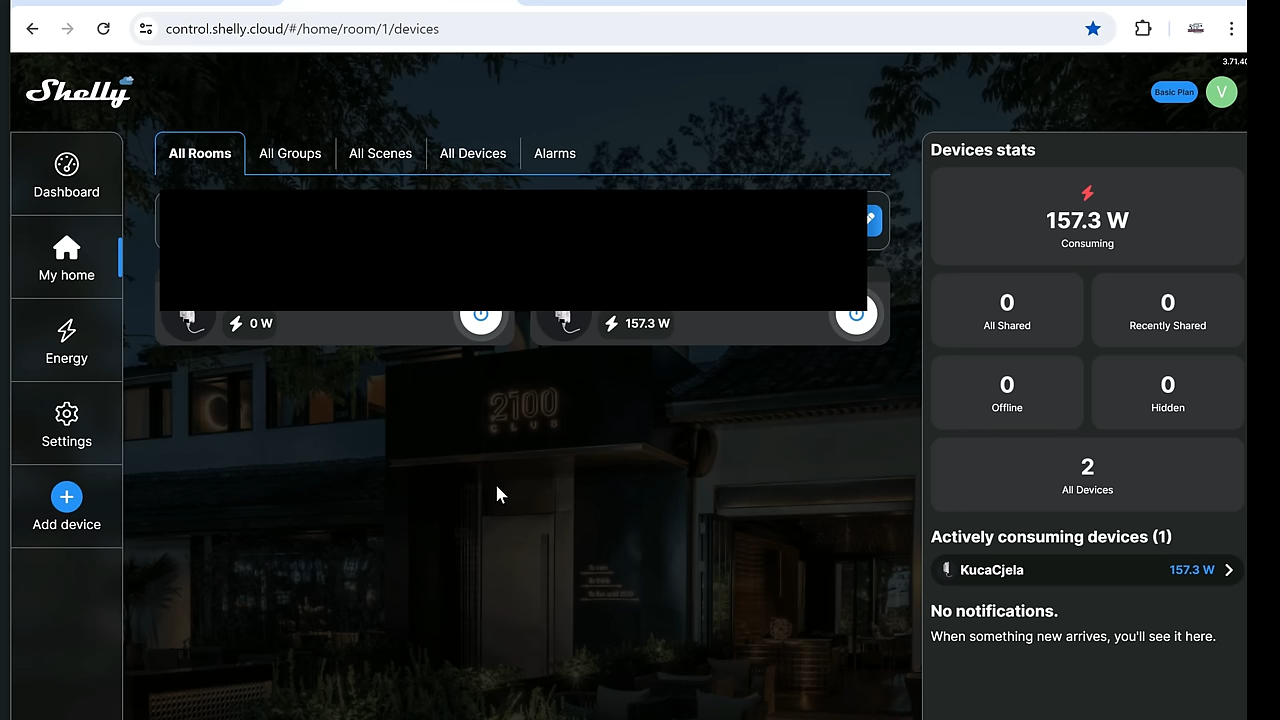 control.shelly.cloud/#/home/room/1/devices
3.71.40
Shelly
Basic Plan
V
Dashboard
My home
Energy
Settings
Add device
All Rooms
All Groups
All Scenes
All Devices
Alarms
0 W
157.3 W
2100
CLUB
Devices stats
157.3 W
Consuming
0
All Shared
0
Recently Shared
0
Offline
0
Hidden
2
All Devices
Actively consuming devices (1)
KucaCjela
157.3 W
No notifications.
When something new arrives, you'll see it here.